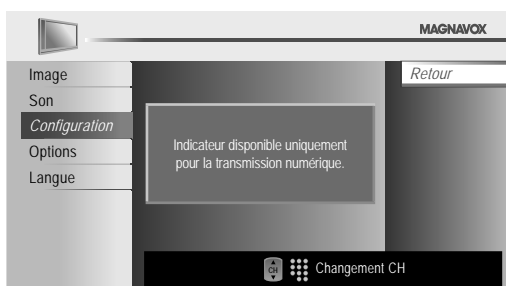 MAGNAVOX
Image
Son
Configuration
Options
Langue
Retour
Indicateur disponible uniquement
pour la transmission numérique.
CH
Changement CH